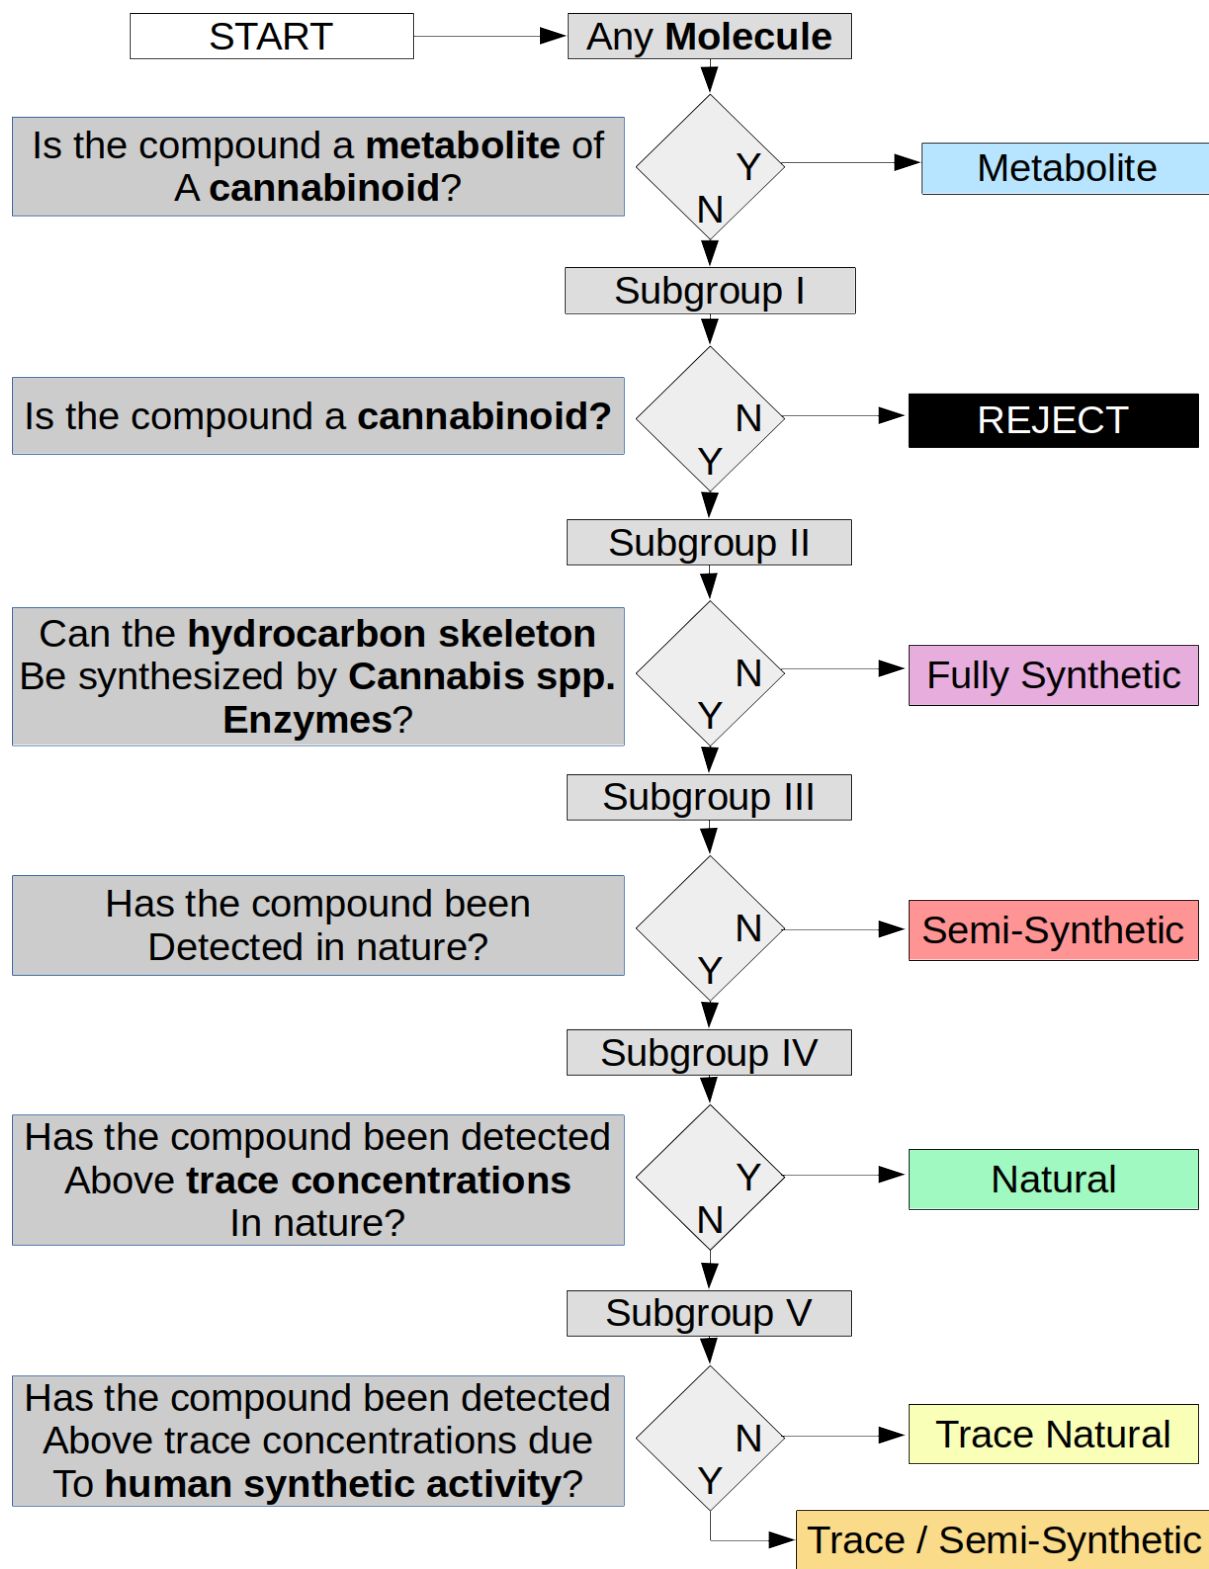 START
Any Molecule
Is the compound a metabolite of
A cannabinoid?
Y
N
Metabolite
Subgroup I
Is the compound a cannabinoid?
N
Y
REJECT
Subgroup II
Can the hydrocarbon skeleton
Be synthesized by Cannabis spp.
Enzymes?
N
Y
Fully Synthetic
Subgroup III
Has the compound been
Detected in nature?
N
Y
Semi-Synthetic
Subgroup IV
Has the compound been detected
Above trace concentrations
In nature?
Y
N
Natural
Subgroup V
Has the compound been detected
Above trace concentrations due
To human synthetic activity?
N
Y
Trace Natural
Trace / Semi-Synthetic